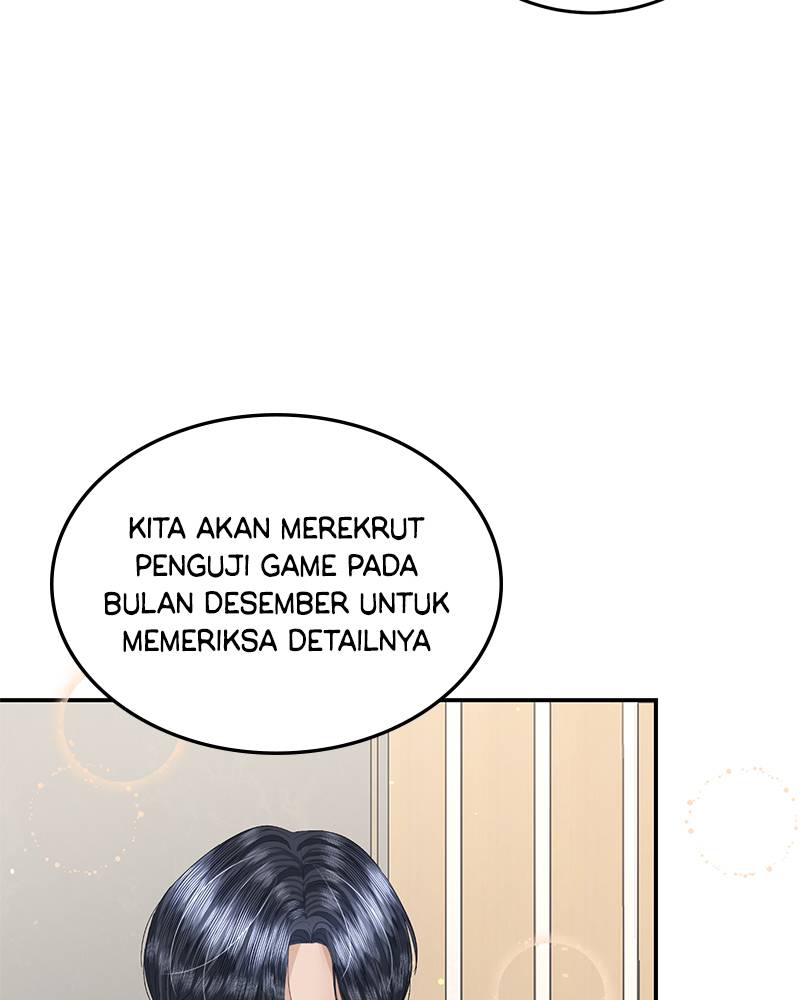 KITA AKAN MEREKRUT
PENGUJI GAME PADA
BULAN DESEMBER UNTUK
MEMERIKSA DETAILNYA